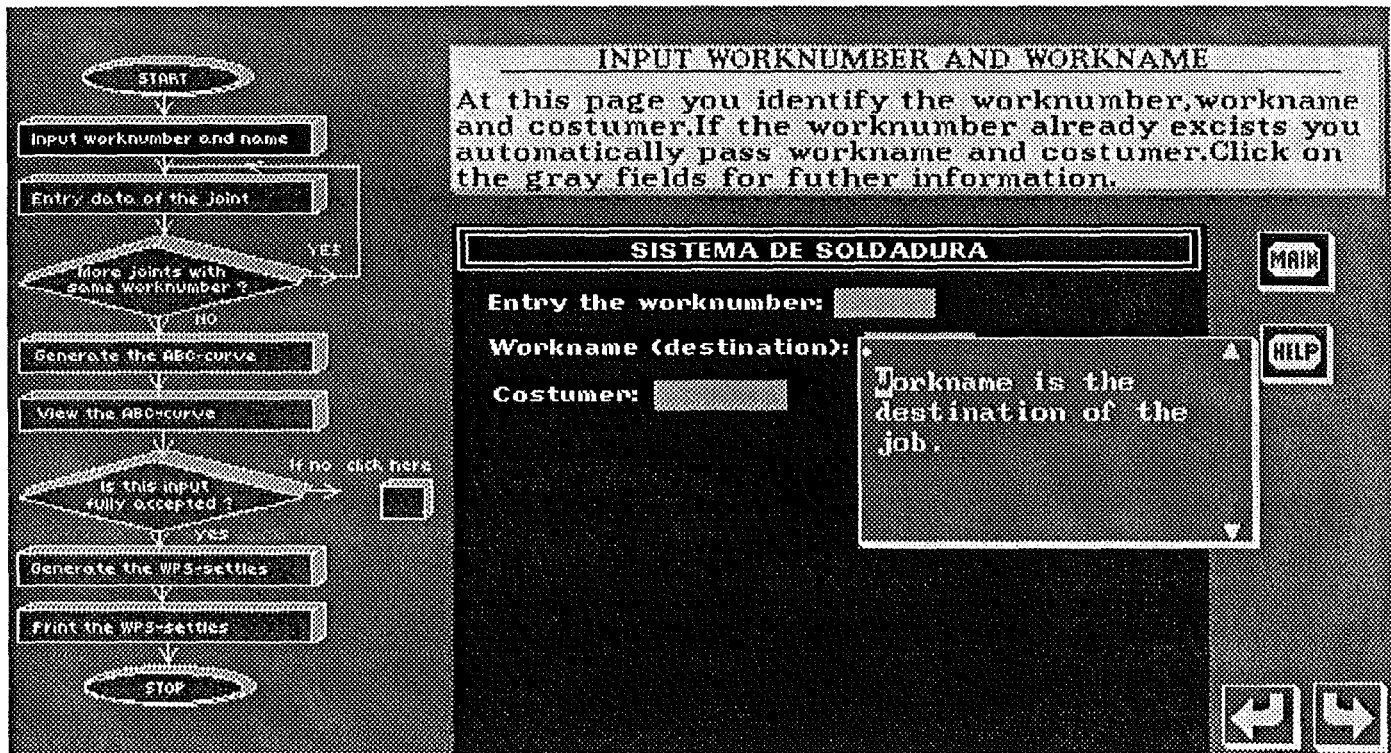 START
Input worknumber and name
Entry data of the joint
YES
More joints with
same worknumber ?
NO
Generate the ABC-curve
View the ABC-curve
If no click here
Is this input
fully accepted ?
yes
Generate the WPS-settles
Print the WPS-settles
STOP
INPUT WORKNUMBER AND WORKNAME
At this page you identify the worknumber,workname
and costumer.If the worknumber already excists you
automatically pass workname and costumer.Click on
the gray fields for futher information.
SISTEMA DE SOLDADURA
Entry the worknumber:
Workname (destination):
Costumer:
Workname is the
destination of the
job.
MAIN
HELP